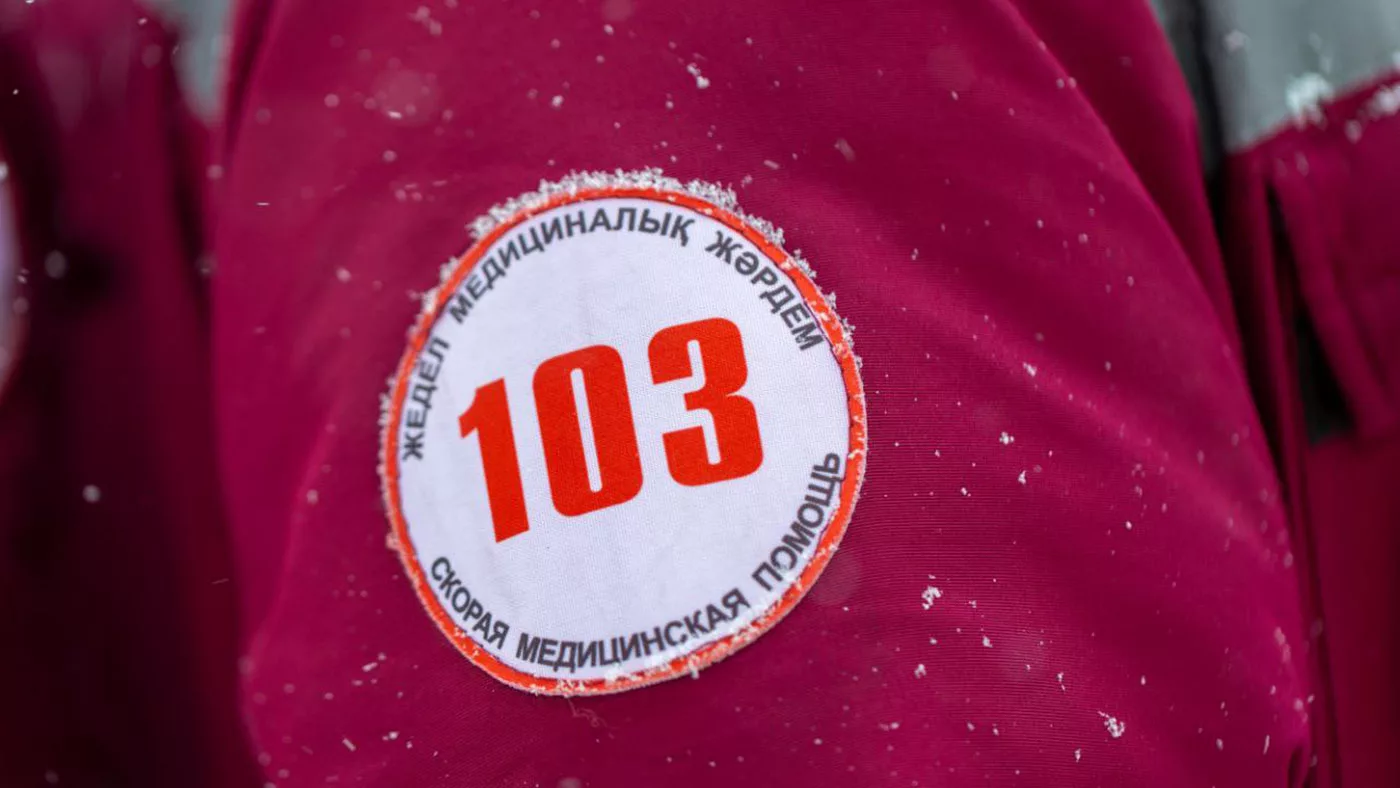 ЖЕДЕЛ МЕДИЦИНАЛЫҚ ЖӘРДЕМ
103
СКОРАЯ МЕДИЦИНСКАЯ ПОМОЩЬ